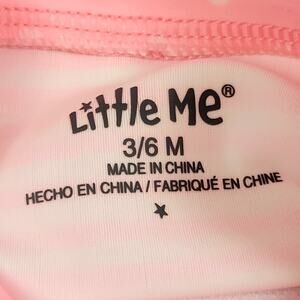 Little Me®
3/6 M
MADE IN CHINA
HECHO EN CHINA / FABRIQUÉ EN CHINE